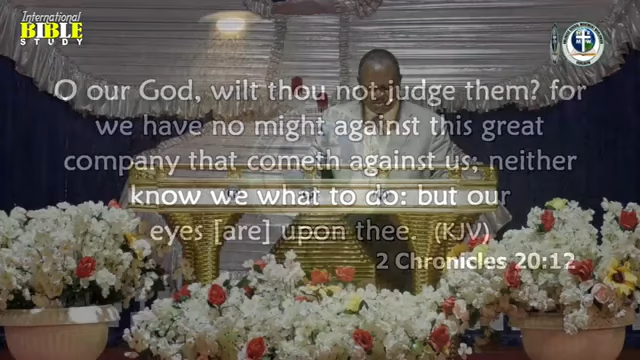 International
BIBLE
STUDY
O our God, wilt thou not judge them? for
we have no might against this great
company that cometh against us; neither
know we what to do: but our
eyes [are] upon thee. (KJV)
2 Chronicles 20:12